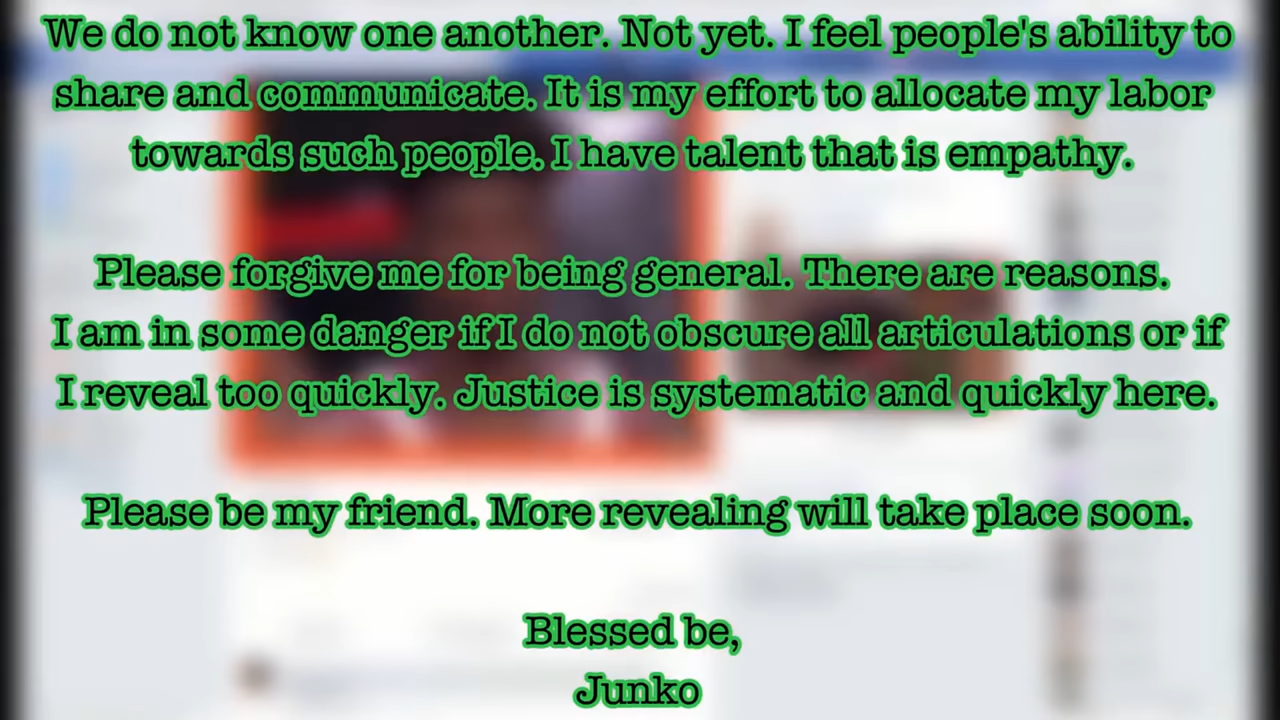 We do not know one another. Not yet. I feel people's ability to
share and communicate. It is my effort to allocate my labor
towards such people. I have talent that is empathy.
Please forgive me for being general. There are reasons.
I am in some danger if I do not obscure all articulations or if
I reveal too quickly. Justice is systematic and quickly here.
Please be my friend. More revealing will take place soon.
Blessed be,
Junko